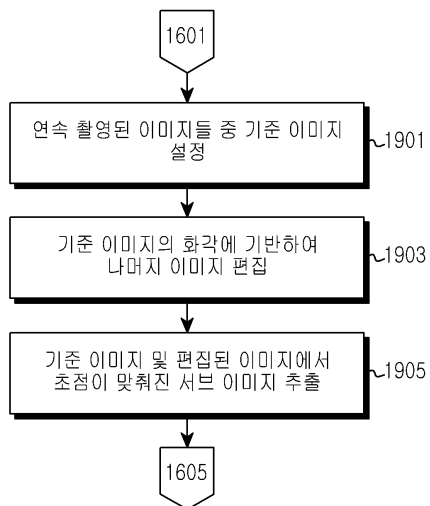 1601
연속 촬영된 이미지들 중 기준 이미지
설정
1901
기준 이미지의 화각에 기반하여
나머지 이미지 편집
1903
기준 이미지 및 편집된 이미지에서
초점이 맞춰진 서브 이미지 추출
1905
1605